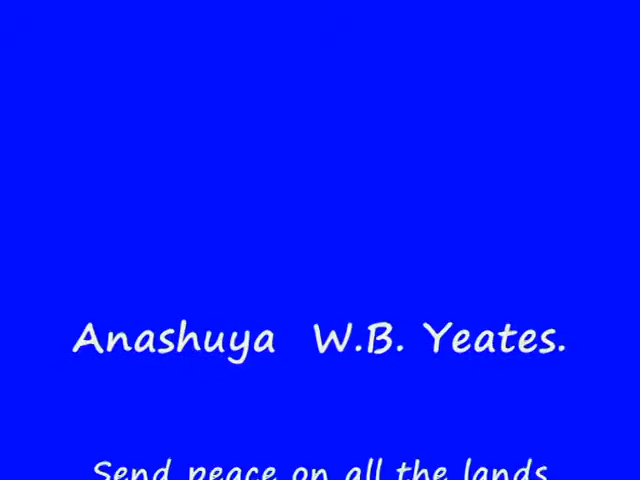 Anashuya W.B. Yeates.
Send peace on all the lands